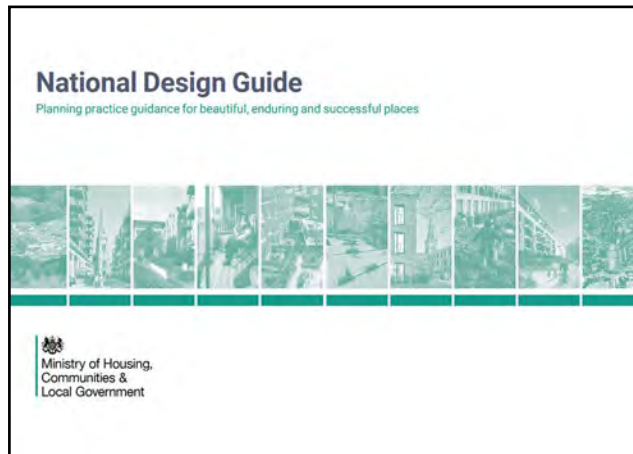 National Design Guide
Planning practice guidance for beautiful, enduring and successful places
Ministry of Housing,
Communities &
Local Government